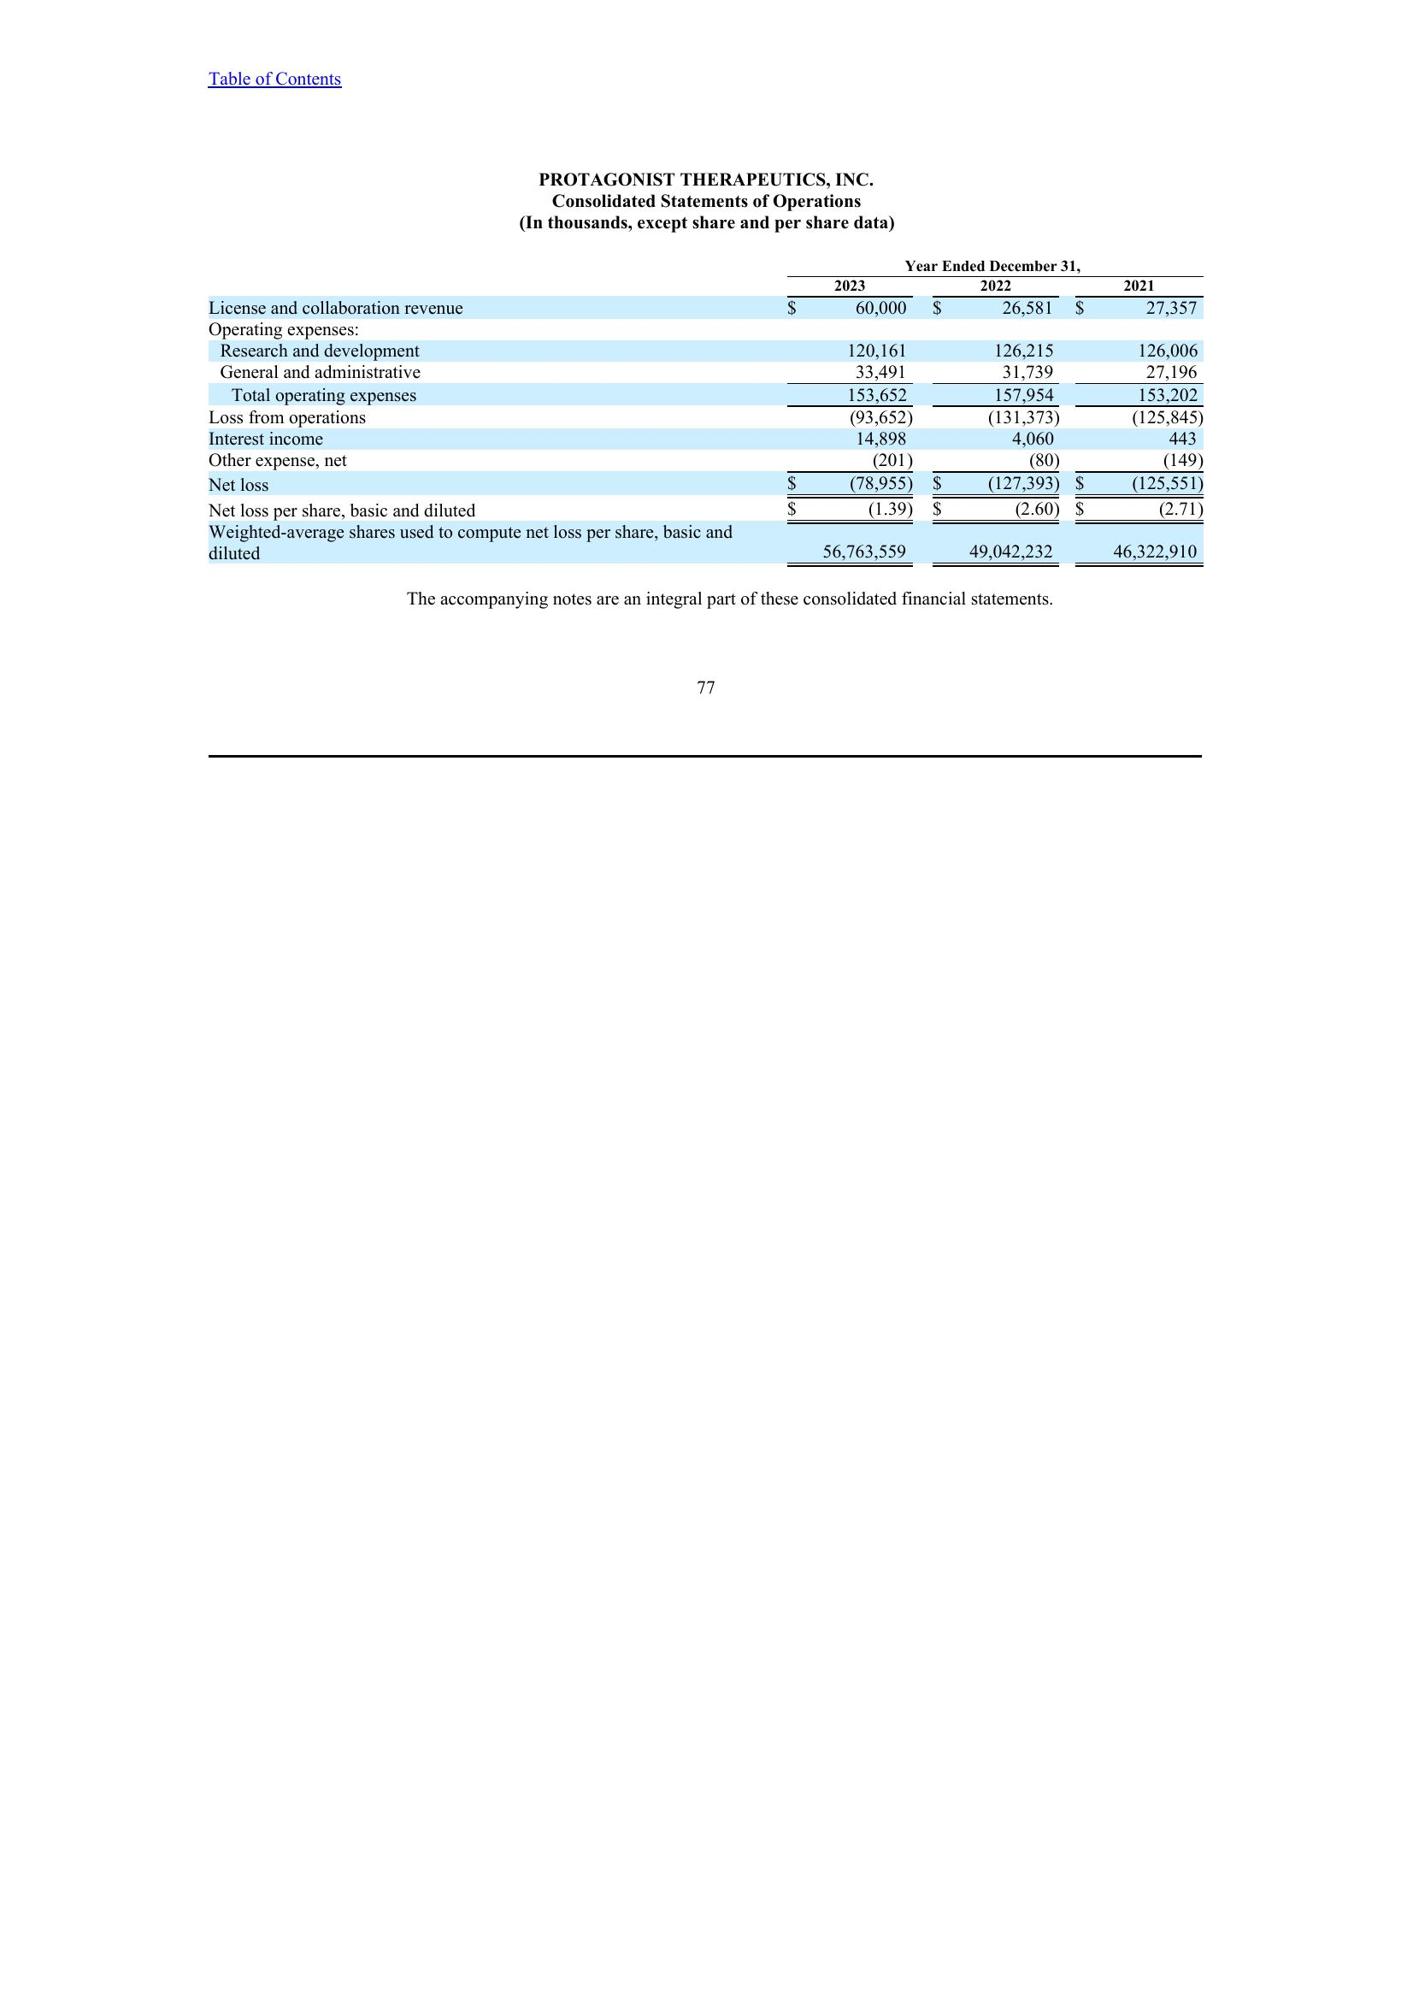 Table of Contents
PROTAGONIST THERAPEUTICS, INC.
Consolidated Statements of Operations
(In thousands, except share and per share data)
Year Ended December 31,
2023 2022 2021
License and collaboration revenue $ 60,000 $ 26,581 $ 27,357
Operating expenses:
Research and development 120,161 126,215 126,006
General and administrative 33,491 31,739 27,196
Total operating expenses 153,652 157,954 153,202
Loss from operations (93,652) (131,373) (125,845)
Interest income 14,898 4,060 443
Other expense, net (201) (80) (149)
Net loss $ (78,955) $ (127,393) $ (125,551)
Net loss per share, basic and diluted $ (1.39) $ (2.60) $ (2.71)
Weighted-average shares used to compute net loss per share, basic and
diluted 56,763,559 49,042,232 46,322,910
The accompanying notes are an integral part of these consolidated financial statements.
77